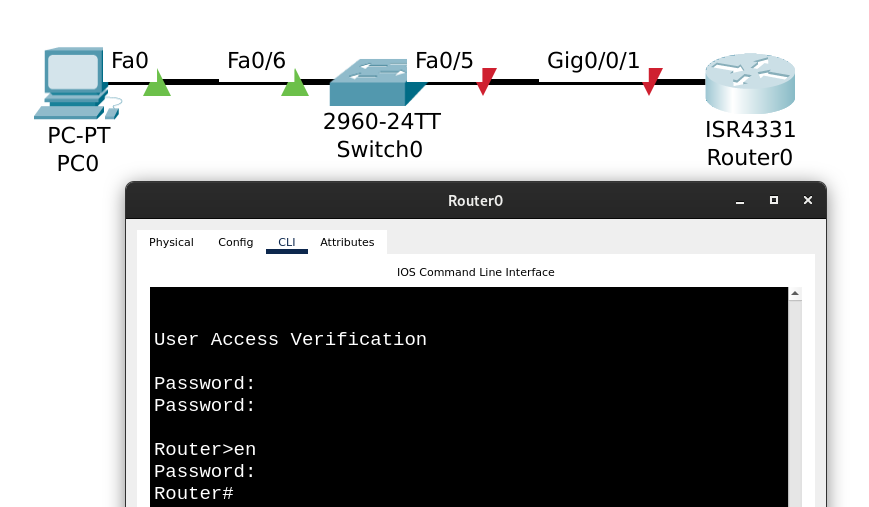 Fa0
Fa0/6
Fa0/5
Gig0/0/1
PC-PT
PC0
2960-24TT
Switch0
ISR4331
Router0
Router0
Physical
Config
CLI
Attributes
IOS Command Line Interface
User Access Verification
Password:
Password:
Router>en
Password:
Router#